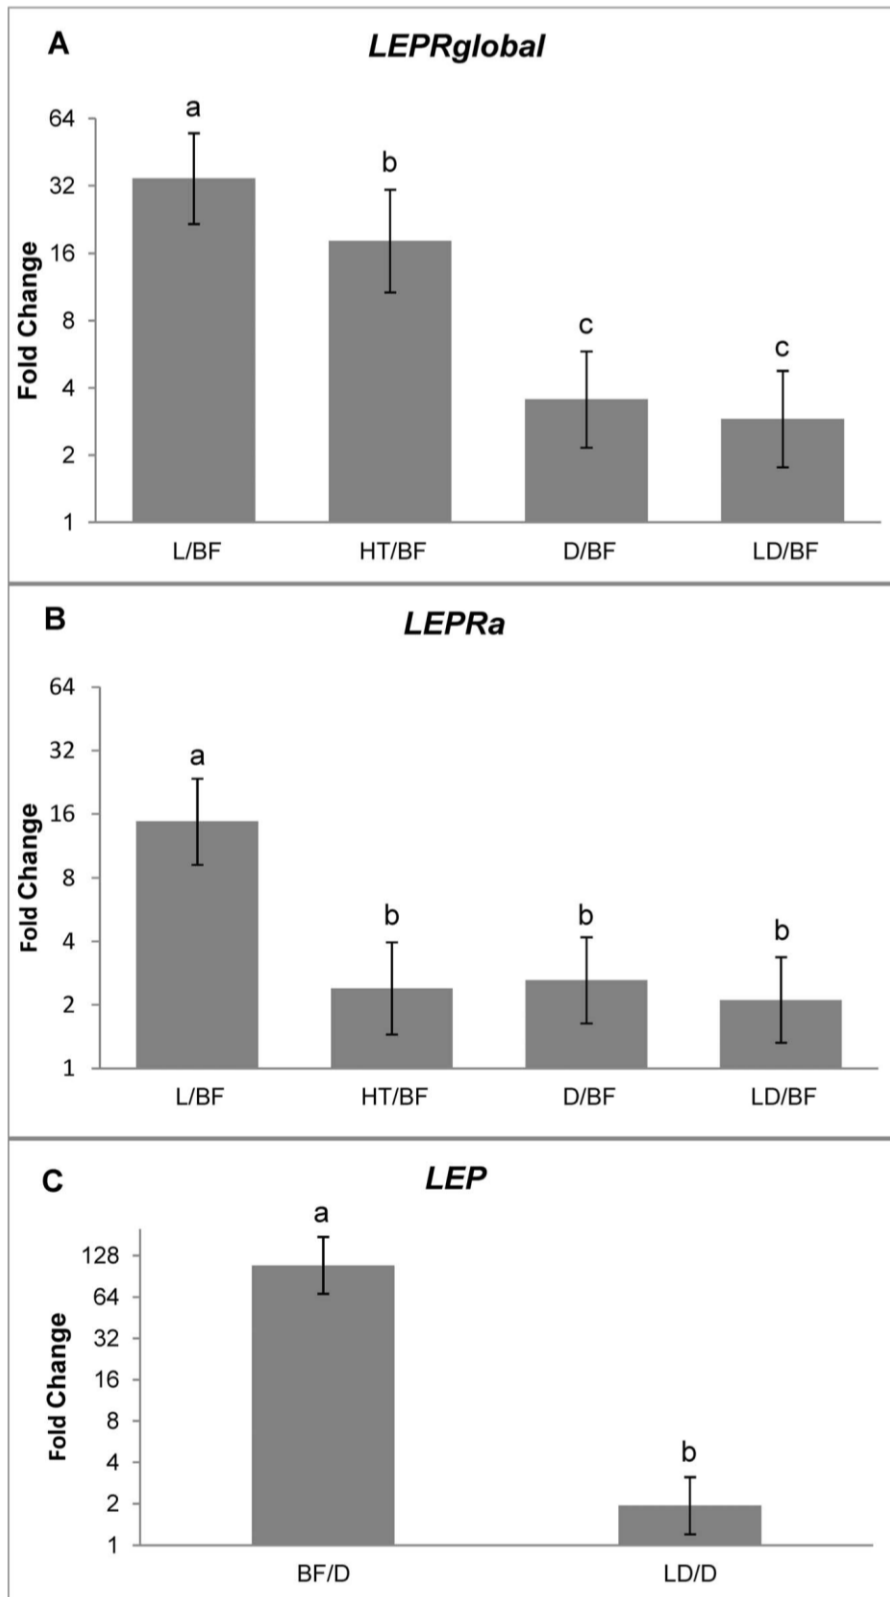 A
LEPRglobal
Fold Change
64
32
16
8
4
2
1
a
b
c
c
L/BF
HT/BF
D/BF
LD/BF
B
LEPRa
Fold Change
64
32
16
8
4
2
1
a
b
b
b
L/BF
HT/BF
D/BF
LD/BF
C
LEP
Fold Change
128
64
32
16
8
4
2
1
a
b
BF/D
LD/D